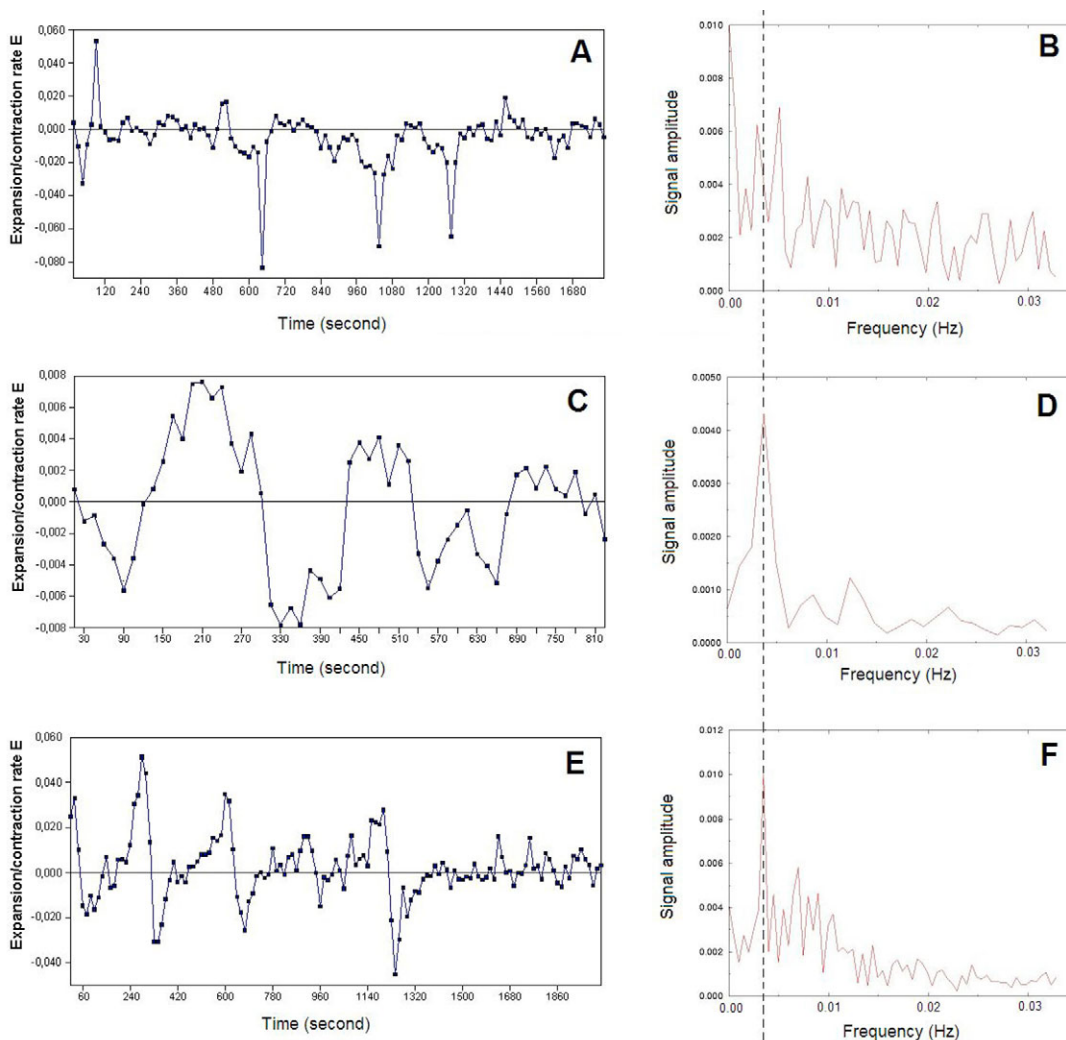 A
Expansion/contraction rate E
0,060
0,040
0,020
0,000
-0,020
-0,040
-0,060
-0,080
120 240 360 480 600 720 840 960 1080 1200 1320 1440 1560 1680
Time (second)
B
Signal amplitude
0.010
0.008
0.006
0.004
0.002
0.000
0.00 0.01 0.02 0.03
Frequency (Hz)
C
Expansion/contraction rate E
0,008
0,006
0,004
0,002
0,000
-0,002
-0,004
-0,006
-0,008
30 90 150 210 270 330 390 450 510 570 630 690 750 810
Time (second)
D
Signal amplitude
0.0050
0.0040
0.0030
0.0020
0.0010
0.0000
0.00 0.01 0.02 0.03
Frequency (Hz)
E
Expansion/contraction rate E
0,060
0,040
0,020
0,000
-0,020
-0,040
60 240 420 600 780 960 1140 1320 1500 1680 1860
Time (second)
F
Signal amplitude
0.012
0.010
0.008
0.006
0.004
0.002
0.000
0.00 0.01 0.02 0.03
Frequency (Hz)